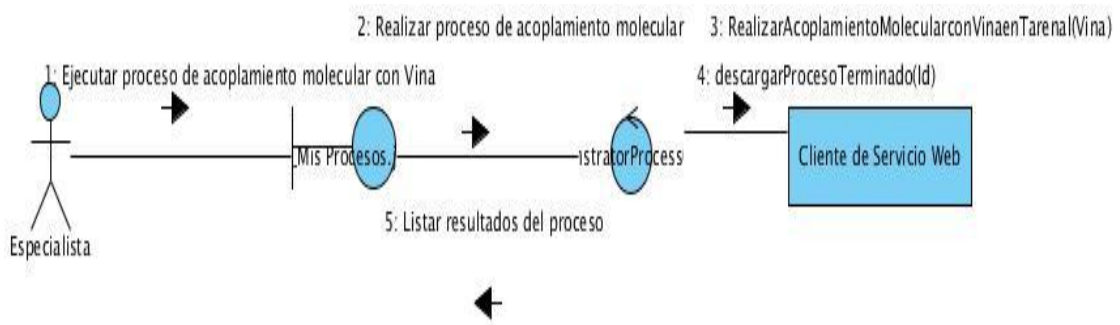 2: Realizar proceso de acoplamiento molecular
3: RealizarAcoplamientoMolecularconVinaenTarenal(Vina)
1: Ejecutar proceso de acoplamiento molecular con Vina
4: descargarProcesoTerminado(Id)
_Mis Procesos.
istratorProcess
Cliente de Servicio Web
5: Listar resultados del proceso
Especialista